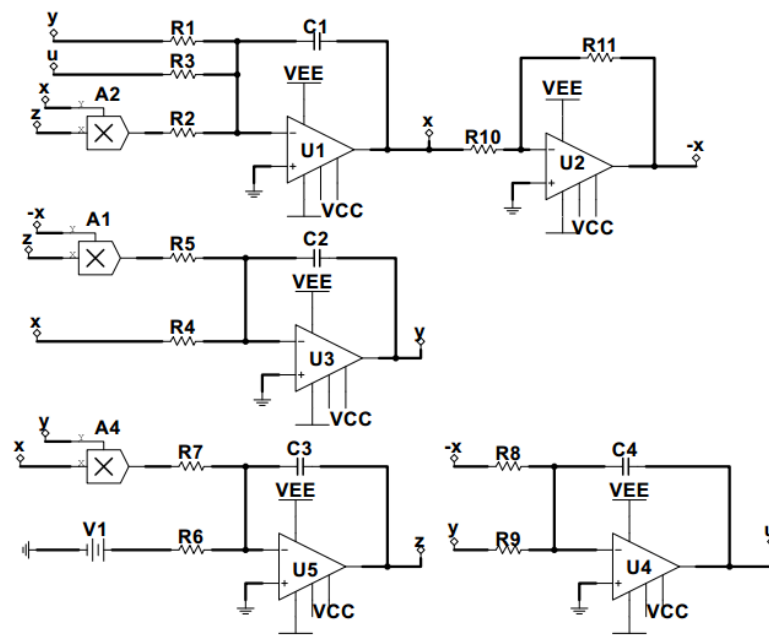 y R1 C1 R11
u R3 VEE
x A2 VEE
z R2 x R10
Y X U1 U2 -x
VCC VCC
-x A1 C2
z Y R5
X VEE
x R4 y
U3
VCC
y A4 C3 -x R8 C4
x Y R7
X VEE VEE
V1 R6 z y R9 u
U5 U4
VCC VCC